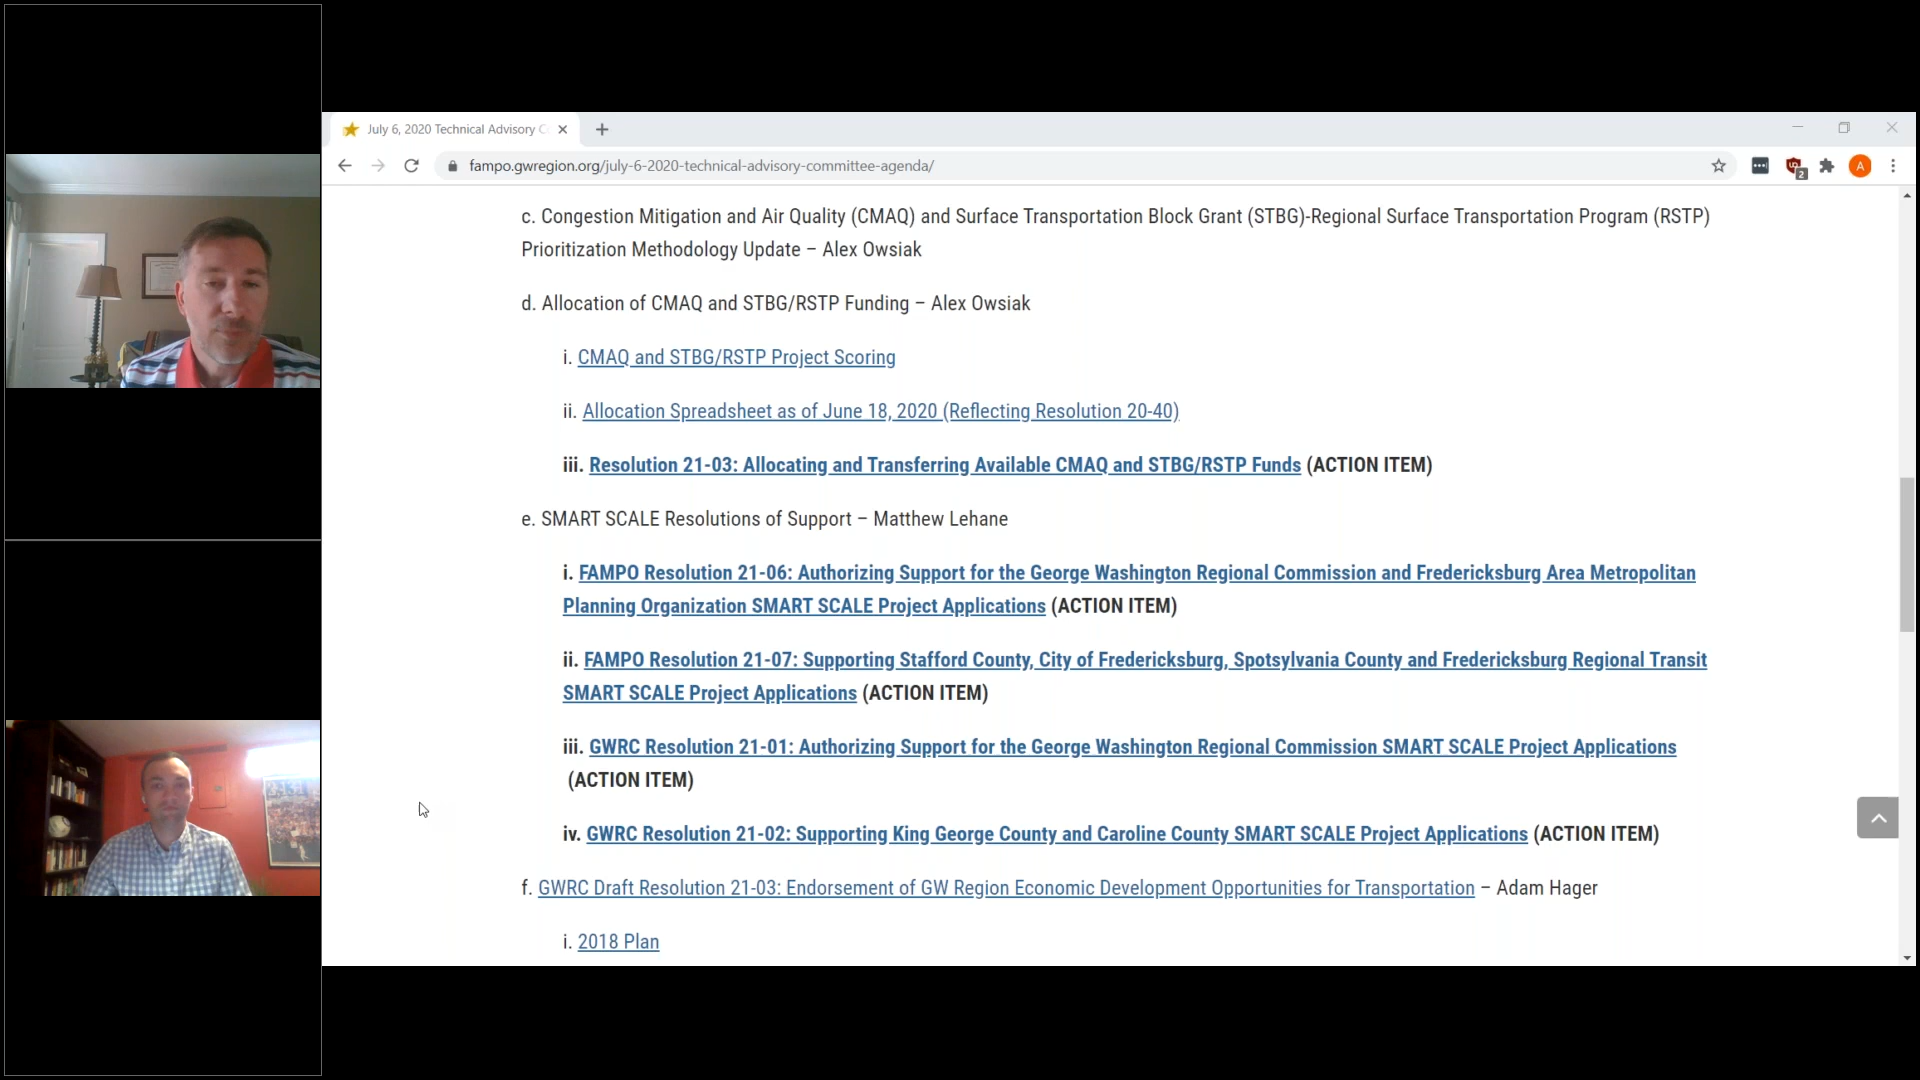 July 6, 2020 Technical Advisory C
fampo.gwregion.org/july-6-2020-technical-advisory-committee-agenda/
2
A
c. Congestion Mitigation and Air Quality (CMAQ) and Surface Transportation Block Grant (STBG)-Regional Surface Transportation Program (RSTP)
Prioritization Methodology Update – Alex Owsiak
d. Allocation of CMAQ and STBG/RSTP Funding – Alex Owsiak
i. CMAQ and STBG/RSTP Project Scoring
ii. Allocation Spreadsheet as of June 18, 2020 (Reflecting Resolution 20-40)
iii. Resolution 21-03: Allocating and Transferring Available CMAQ and STBG/RSTP Funds (ACTION ITEM)
e. SMART SCALE Resolutions of Support – Matthew Lehane
i. FAMPO Resolution 21-06: Authorizing Support for the George Washington Regional Commission and Fredericksburg Area Metropolitan
Planning Organization SMART SCALE Project Applications (ACTION ITEM)
ii. FAMPO Resolution 21-07: Supporting Stafford County, City of Fredericksburg, Spotsylvania County and Fredericksburg Regional Transit
SMART SCALE Project Applications (ACTION ITEM)
iii. GWRC Resolution 21-01: Authorizing Support for the George Washington Regional Commission SMART SCALE Project Applications
(ACTION ITEM)
iv. GWRC Resolution 21-02: Supporting King George County and Caroline County SMART SCALE Project Applications (ACTION ITEM)
f. GWRC Draft Resolution 21-03: Endorsement of GW Region Economic Development Opportunities for Transportation – Adam Hager
i. 2018 Plan